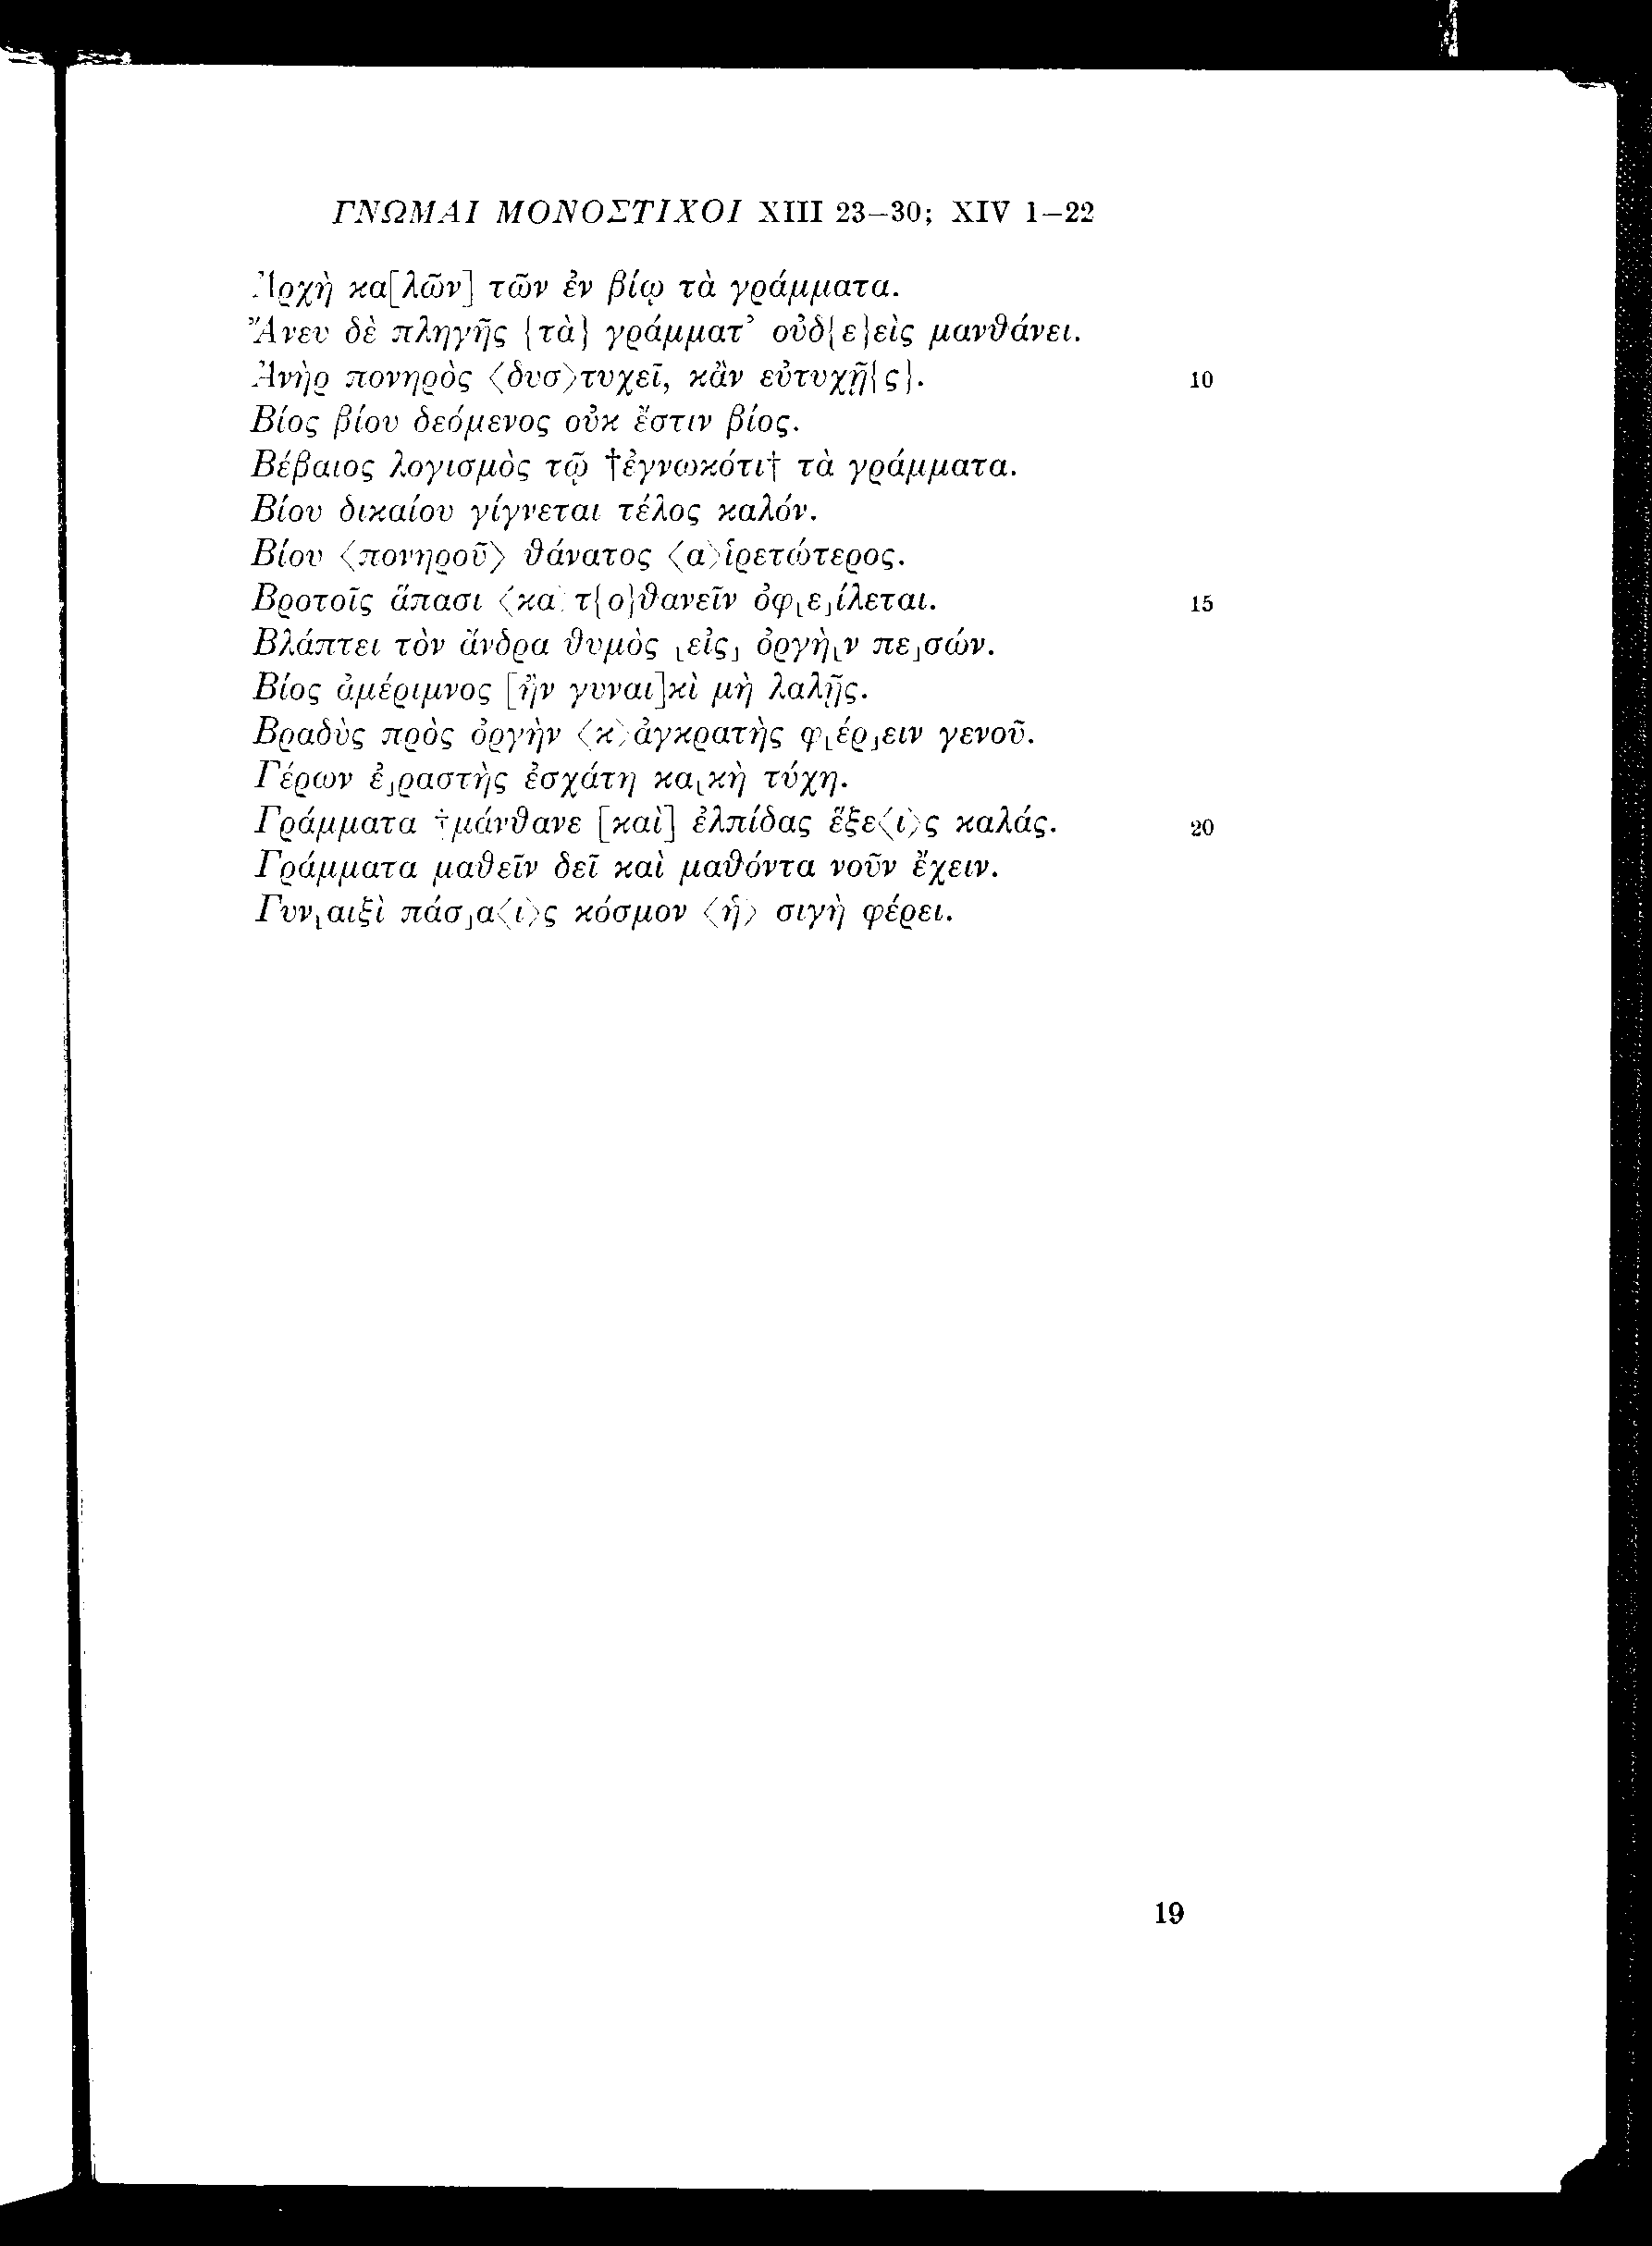 ΓΝΩΜΑΙ ΜΟΝΟΣΤΙΧΟΙ XIII 23–30; XIV 1–22
Ἀρχὴ κα[λῶν] τῶν ἐν βίῳ τὰ γράμματα.
Ἄνευ δὲ πληγῆς {τὰ} γράμματ’ οὐδ{ε}εὶς μανθάνει.
Ἀνὴρ πονηρὸς ⟨δυσ⟩τυχεῖ, κἂν εὐτυχῇ{ς}. 10
Βίος βίου δεόμενος οὐκ ἔστιν βίος.
Βέβαιος λογισμὸς τῷ †ἐγνωκότι† τὰ γράμματα.
Βίου δικαίου γίγνεται τέλος καλόν.
Βίου ⟨πονηροῦ⟩ θάνατος ⟨α⟩ἱρετώτερος.
Βροτοῖς ἅπασι ⟨κα⟩τ{ο}θανεῖν ὀφ⸤ε⸥ίλεται. 15
Βλάπτει τὸν ἄνδρα θυμὸς ⸤εἰς⸥ ὀργὴ⸤ν πε⸥σών.
Βίος ἀμέριμνος [ἢν γυναι]κὶ μὴ λαλῇς.
Βραδὺς πρὸς ὀργὴν ⟨κ⟩ἀγκρατὴς φ⸤έρ⸥ειν γενοῦ.
Γέρων ἐ⸥ραστὴς ἐσχάτη κα⸤κὴ τύχη.
Γράμματα †μάνθανε [καὶ] ἐλπίδας ἕξε⟨ι⟩ς καλάς. 20
Γράμματα μαθεῖν δεῖ καὶ μαθόντα νοῦν ἔχειν.
Γυν⸤αιξὶ πάσ⸥α⟨ι⟩ς κόσμον ⟨ἡ⟩ σιγὴ φέρει.
19